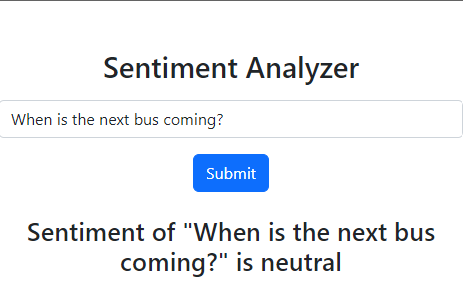 Sentiment Analyzer
When is the next bus coming?
Submit
Sentiment of "When is the next bus
coming?" is neutral